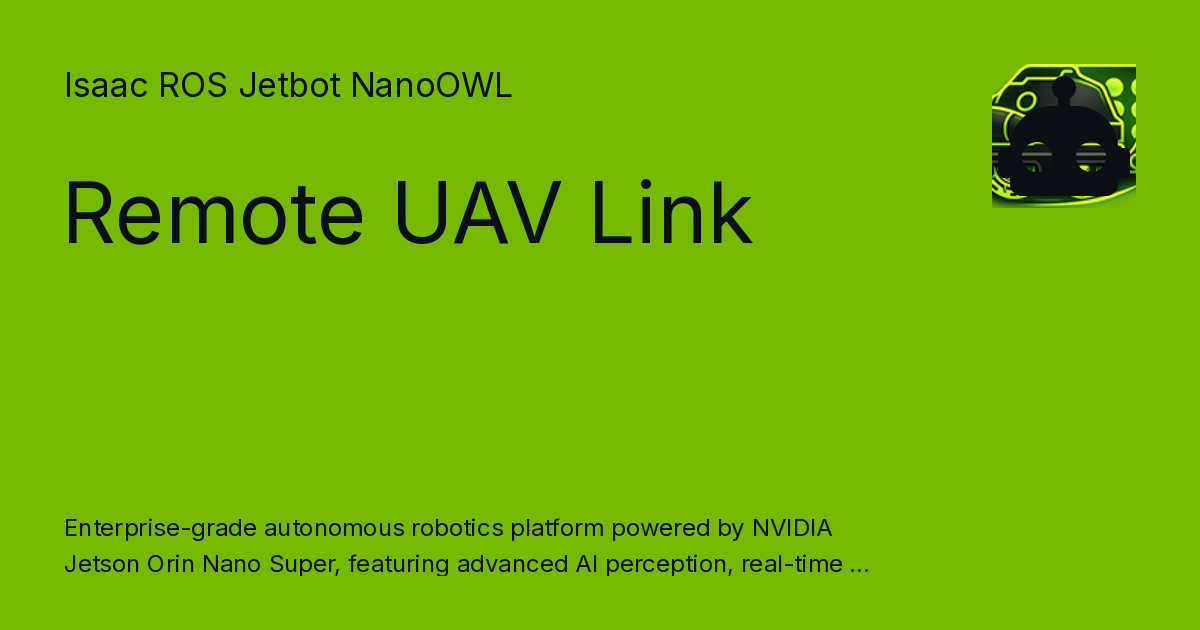 Isaac ROS Jetbot NanoOWL
Remote UAV Link
Enterprise-grade autonomous robotics platform powered by NVIDIA
Jetson Orin Nano Super, featuring advanced AI perception, real-time ...